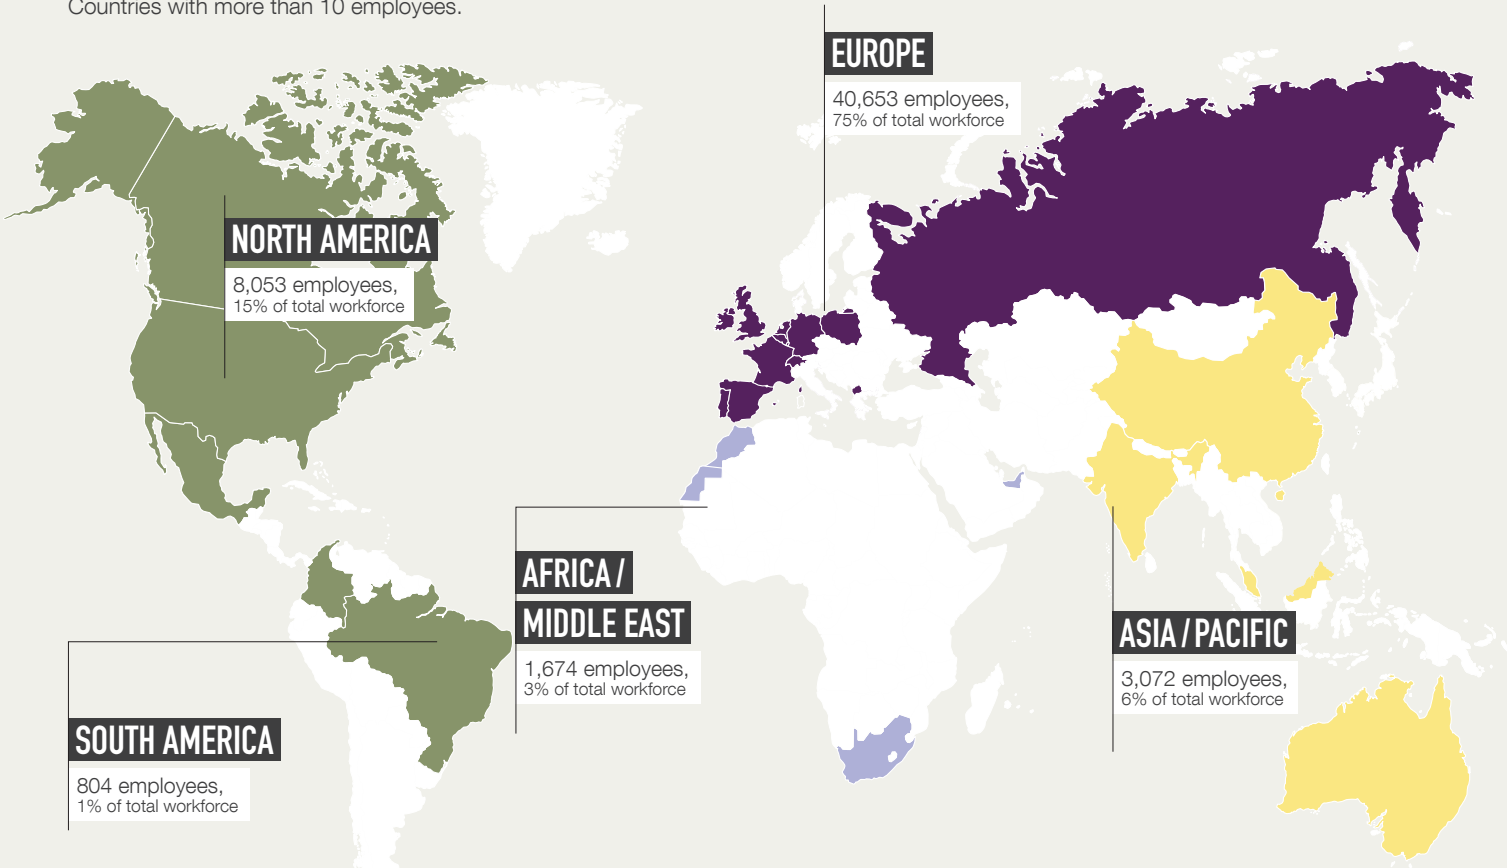 Countries with more than 10 employees.
EUROPE
40,653 employees,
75% of total workforce
NORTH AMERICA
8,053 employees,
15% of total workforce
AFRICA /
MIDDLE EAST
1,674 employees,
3% of total workforce
ASIA / PACIFIC
3,072 employees,
6% of total workforce
SOUTH AMERICA
804 employees,
1% of total workforce